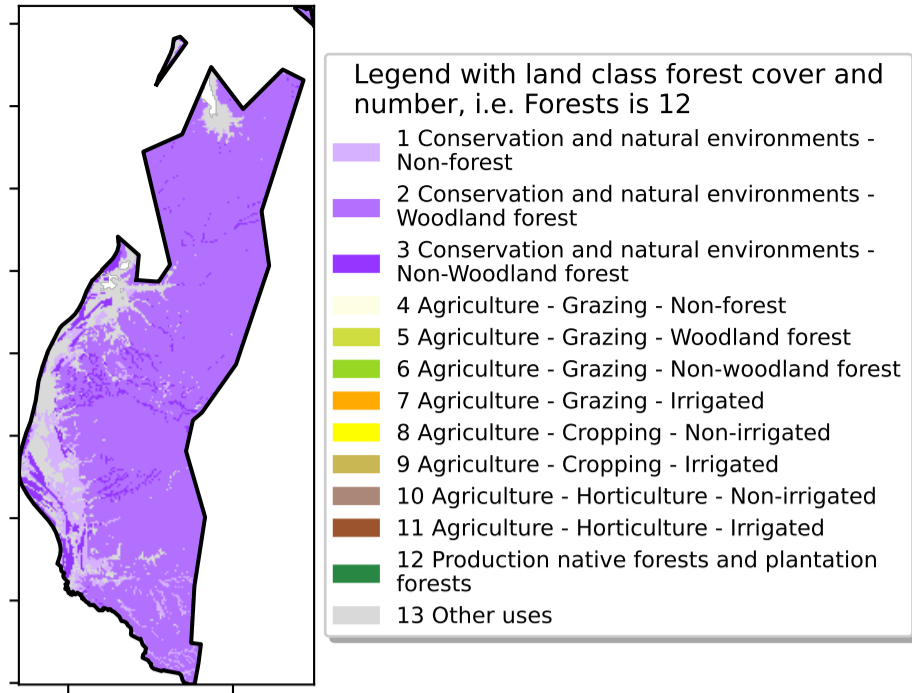 Legend with land class forest cover and
number, i.e. Forests is 12
1 Conservation and natural environments -
Non-forest
2 Conservation and natural environments -
Woodland forest
3 Conservation and natural environments -
Non-Woodland forest
4 Agriculture - Grazing - Non-forest
5 Agriculture - Grazing - Woodland forest
6 Agriculture - Grazing - Non-woodland forest
7 Agriculture - Grazing - Irrigated
8 Agriculture - Cropping - Non-irrigated
9 Agriculture - Cropping - Irrigated
10 Agriculture - Horticulture - Non-irrigated
11 Agriculture - Horticulture - Irrigated
12 Production native forests and plantation
forests
13 Other uses